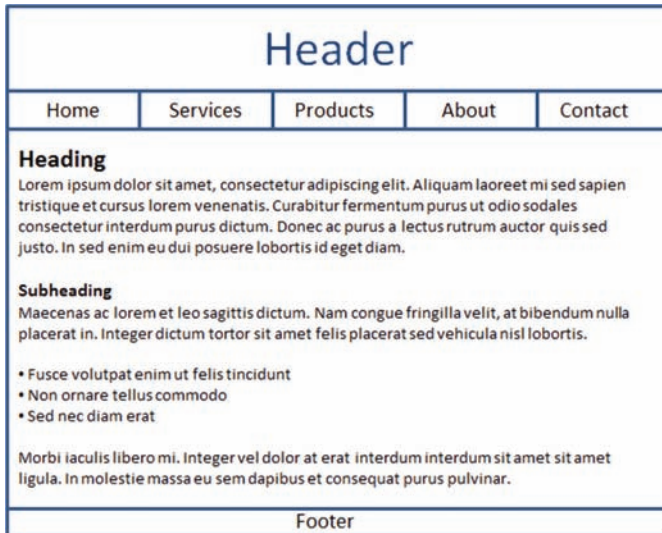 Header
Home Services Products About Contact
Heading
Lorem ipsum dolor sit amet, consectetur adipiscing elit. Aliquam laoreet mi sed sapien
tristique et cursus lorem venenatis. Curabitur fermentum purus ut odio sodales
consectetur interdum purus dictum. Donec ac purus a lectus rutrum auctor quis sed
justo. In sed enim eu dui posuere lobortis id eget diam.
Subheading
Maecenas ac lorem et leo sagittis dictum. Nam congue fringilla velit, at bibendum nulla
placerat in. Integer dictum tortor sit amet felis placerat sed vehicula nisl lobortis.
• Fusce volutpat enim ut felis tincidunt
• Non ornare tellus commodo
• Sed nec diam erat
Morbi iaculis libero mi. Integer vel dolor at erat interdum interdum sit amet sit amet
ligula. In molestie massa eu sem dapibus et consequat purus pulvinar.
Footer